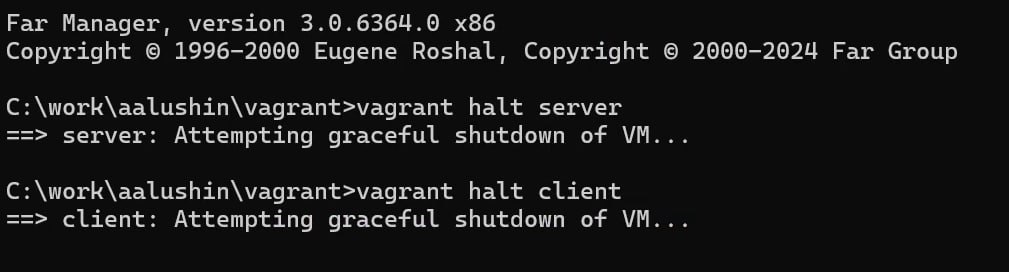 Far Manager, version 3.0.6364.0 x86
Copyright © 1996-2000 Eugene Roshal, Copyright © 2000-2024 Far Group
C:\work\aalushin\vagrant>vagrant halt server
==> server: Attempting graceful shutdown of VM...
C:\work\aalushin\vagrant>vagrant halt client
==> client: Attempting graceful shutdown of VM...